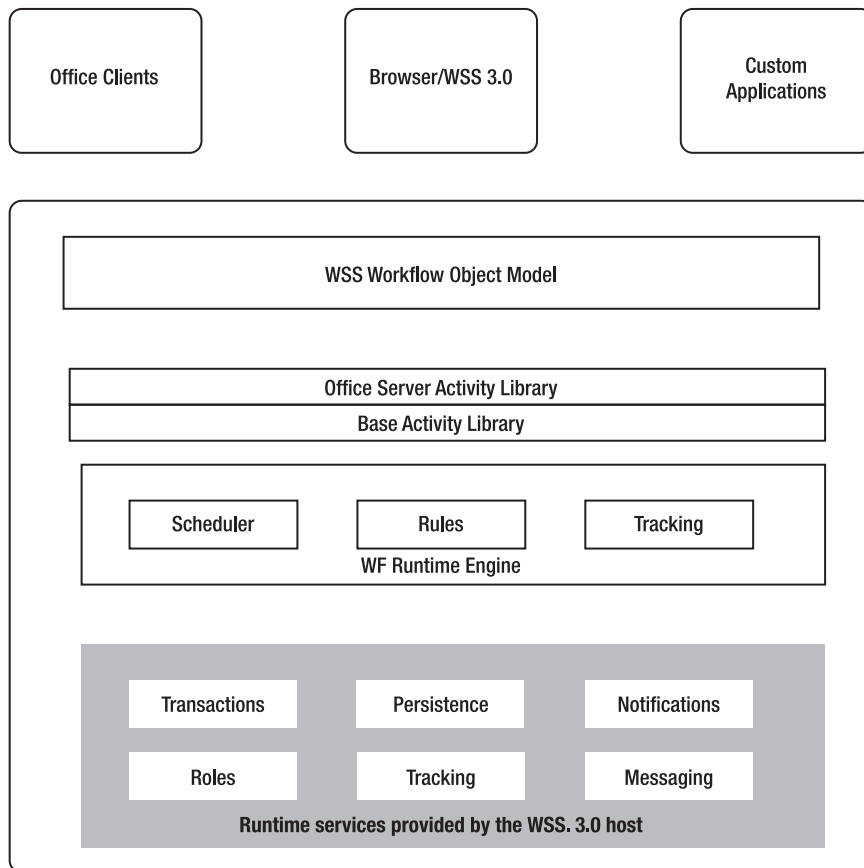 Office Clients
Browser/WSS 3.0
Custom
Applications
WSS Workflow Object Model
Office Server Activity Library
Base Activity Library
Scheduler
Rules
Tracking
WF Runtime Engine
Transactions
Persistence
Notifications
Roles
Tracking
Messaging
Runtime services provided by the WSS. 3.0 host